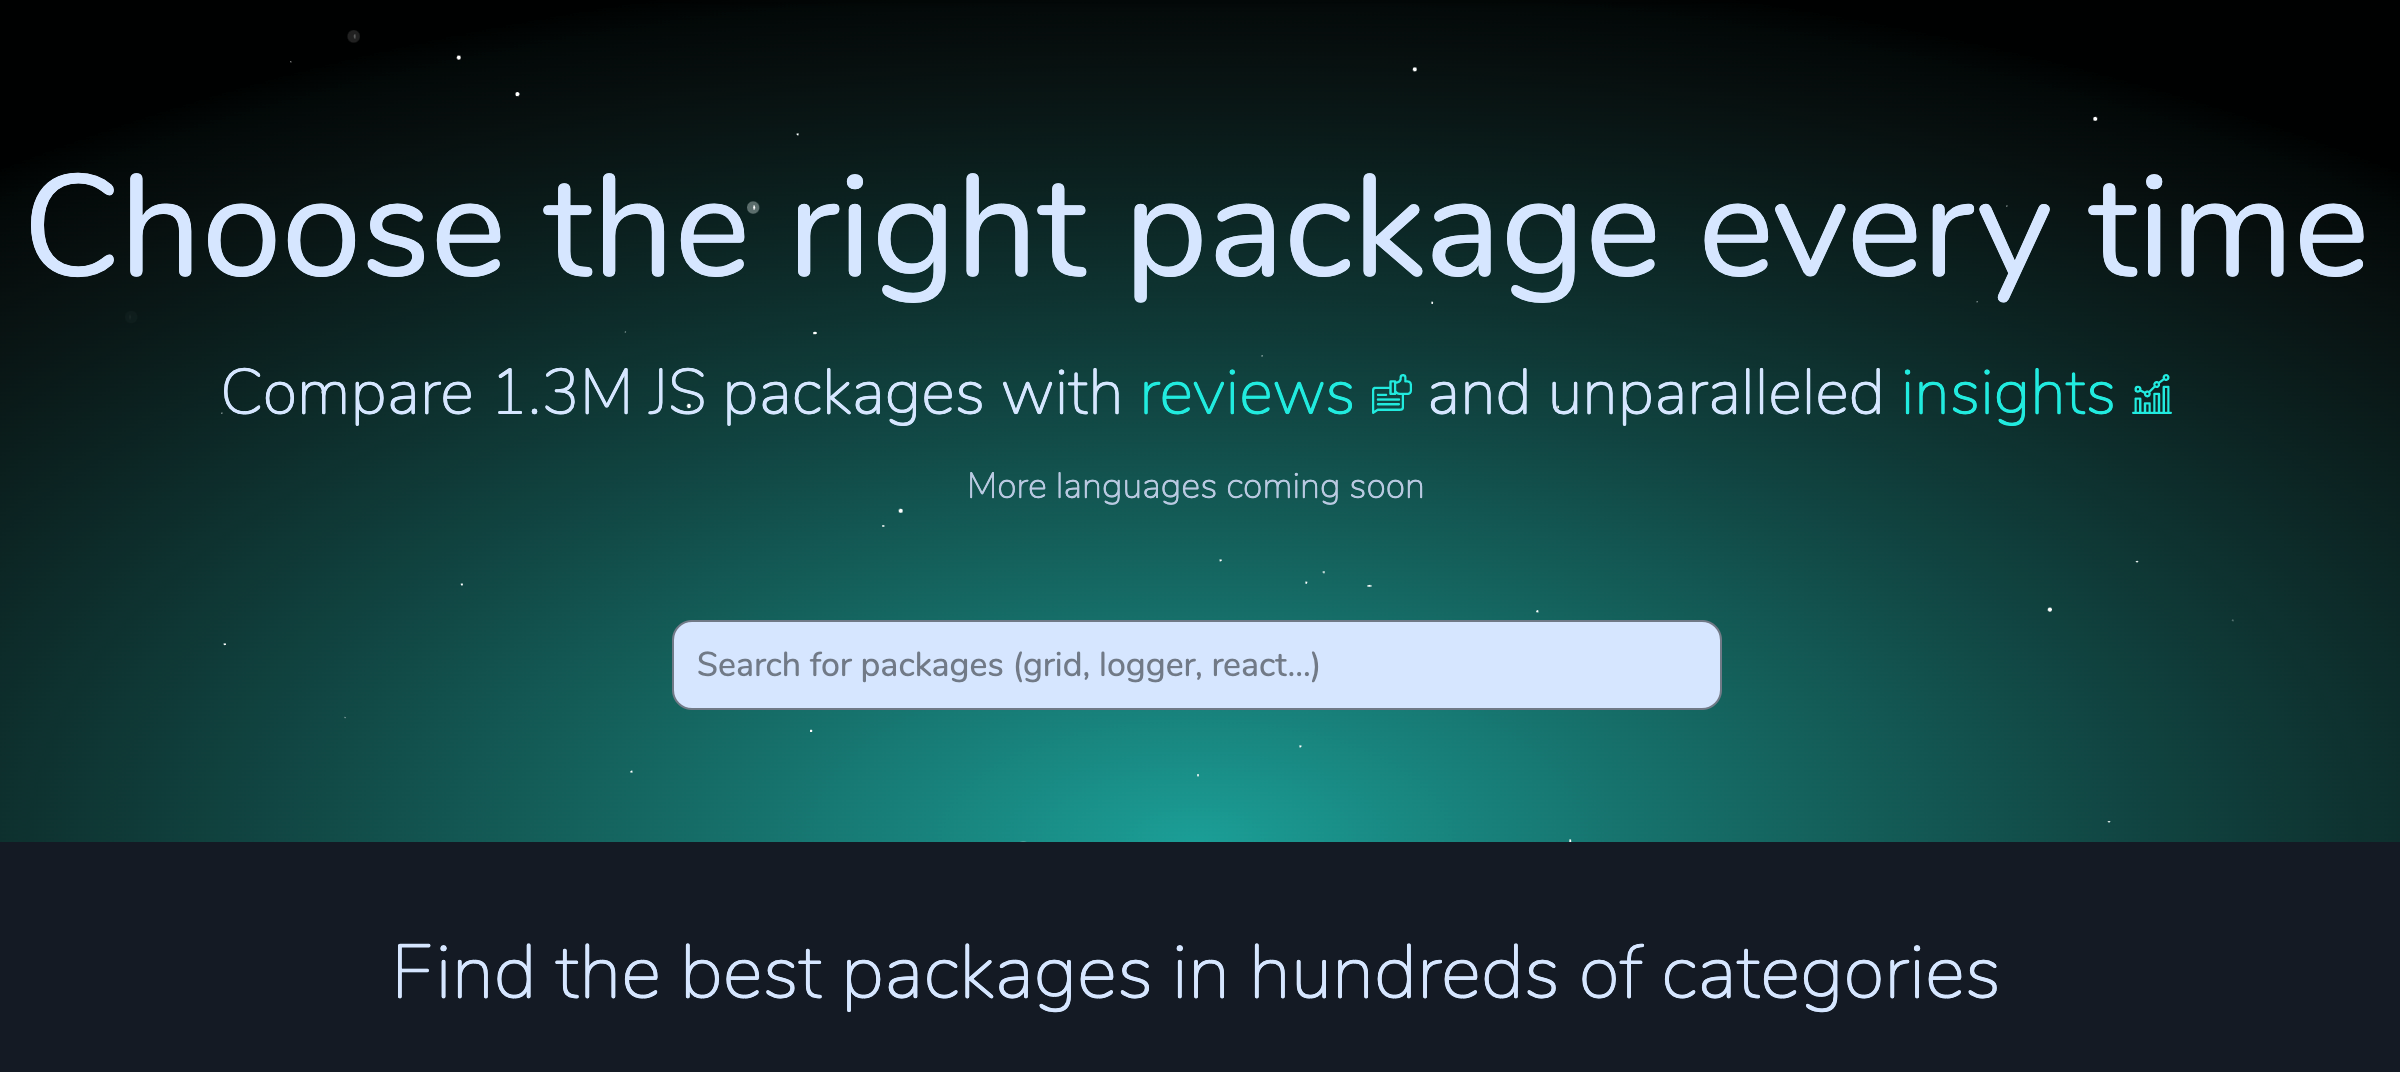 Choose the right package every time
Compare 1.3M JS packages with reviews and unparalleled insights
More languages coming soon
Search for packages (grid, logger, react...)
Find the best packages in hundreds of categories